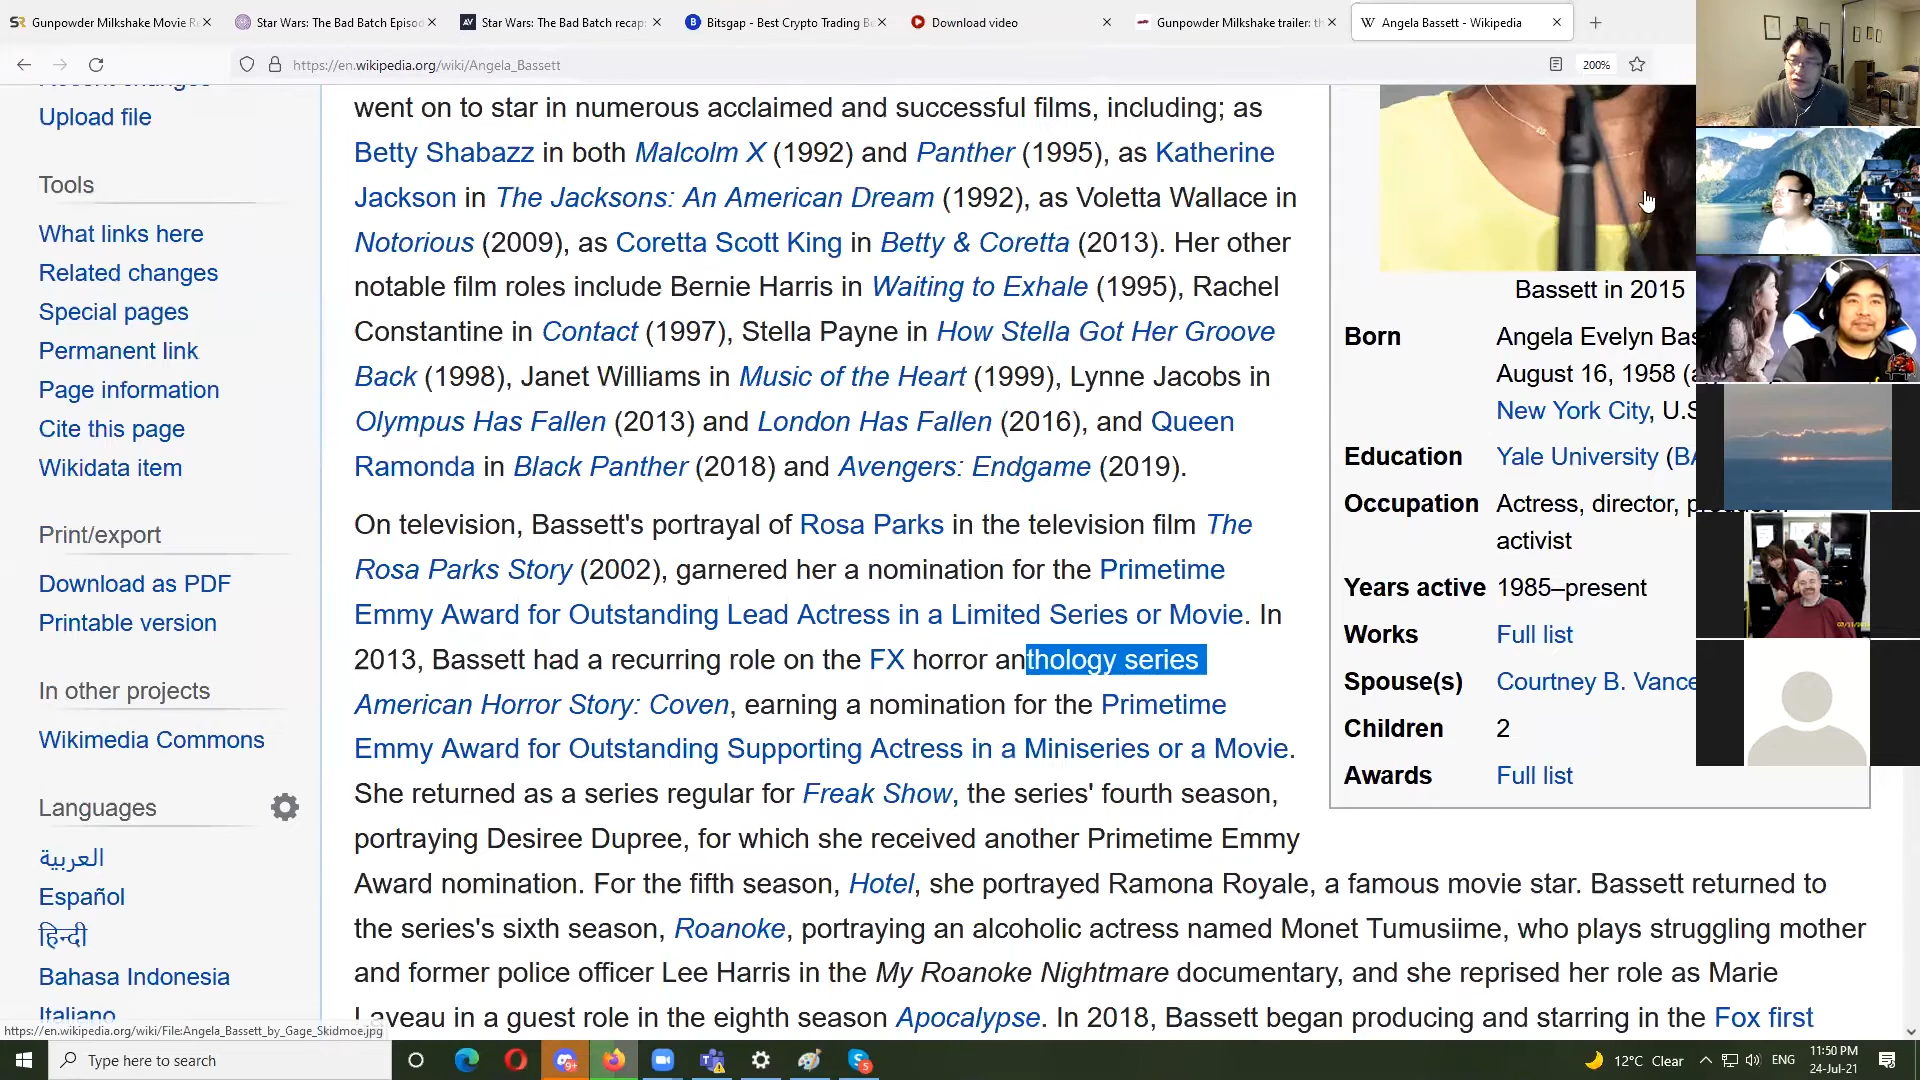 Gunpowder Milkshake Movie Re
Star Wars: The Bad Batch Episod
Star Wars: The Bad Batch recap:
Bitsgap - Best Crypto Trading B
Download video
Gunpowder Milkshake trailer: th
Angela Bassett - Wikipedia
https://en.wikipedia.org/wiki/Angela_Bassett
200%
Recent changes
Upload file
Tools
What links here
Related changes
Special pages
Permanent link
Page information
Cite this page
Wikidata item
Print/export
Download as PDF
Printable version
In other projects
Wikimedia Commons
Languages
العربية
Español
हिन्दी
Bahasa Indonesia
Italiano
went on to star in numerous acclaimed and successful films, including; as
Betty Shabazz in both Malcolm X (1992) and Panther (1995), as Katherine
Jackson in The Jacksons: An American Dream (1992), as Voletta Wallace in
Notorious (2009), as Coretta Scott King in Betty & Coretta (2013). Her other
notable film roles include Bernie Harris in Waiting to Exhale (1995), Rachel
Constantine in Contact (1997), Stella Payne in How Stella Got Her Groove
Back (1998), Janet Williams in Music of the Heart (1999), Lynne Jacobs in
Olympus Has Fallen (2013) and London Has Fallen (2016), and Queen
Ramonda in Black Panther (2018) and Avengers: Endgame (2019).
On television, Bassett's portrayal of Rosa Parks in the television film The
Rosa Parks Story (2002), garnered her a nomination for the Primetime
Emmy Award for Outstanding Lead Actress in a Limited Series or Movie. In
2013, Bassett had a recurring role on the FX horror anthology series
American Horror Story: Coven, earning a nomination for the Primetime
Emmy Award for Outstanding Supporting Actress in a Miniseries or a Movie.
She returned as a series regular for Freak Show, the series' fourth season,
portraying Desiree Dupree, for which she received another Primetime Emmy
Award nomination. For the fifth season, Hotel, she portrayed Ramona Royale, a famous movie star. Bassett returned to
the series's sixth season, Roanoke, portraying an alcoholic actress named Monet Tumusiime, who plays struggling mother
and former police officer Lee Harris in the My Roanoke Nightmare documentary, and she reprised her role as Marie
Laveau in a guest role in the eighth season Apocalypse. In 2018, Bassett began producing and starring in the Fox first
Bassett in 2015
Born
Angela Evelyn Bas
August 16, 1958 (a
New York City, U.S
Education Yale University (BA
Occupation Actress, director, producer,
activist
Years active 1985–present
Works Full list
Spouse(s) Courtney B. Vance
Children 2
Awards Full list
https://en.wikipedia.org/wiki/File:Angela_Bassett_by_Gage_Skidmoe.jpg
Type here to search
9+
12°C Clear
ENG
11:50 PM
24-Jul-21